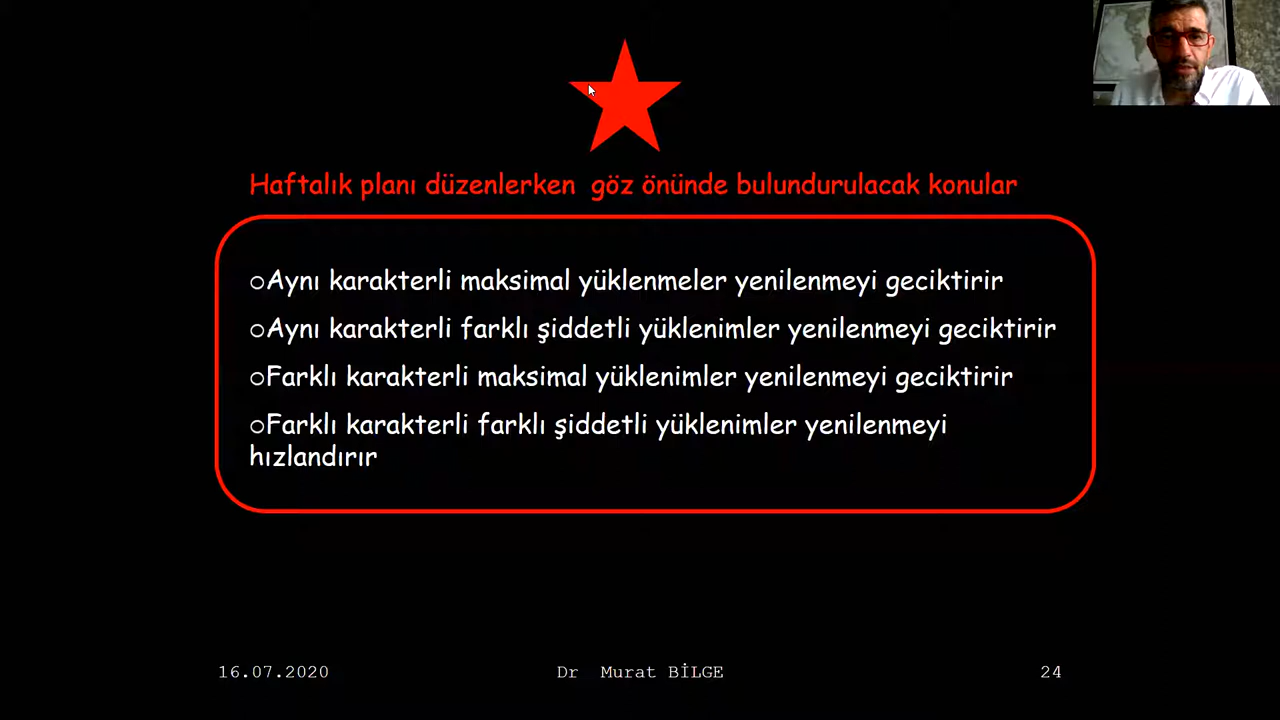 Haftalık planı düzenlerken göz önünde bulundurulacak konular
○Aynı karakterli maksimal yüklenmeler yenilenmeyi geciktirir
○Aynı karakterli farklı şiddetli yüklenimler yenilenmeyi geciktirir
○Farklı karakterli maksimal yüklenimler yenilenmeyi geciktirir
○Farklı karakterli farklı şiddetli yüklenimler yenilenmeyi
hızlandırır
16.07.2020 Dr Murat BİLGE 24